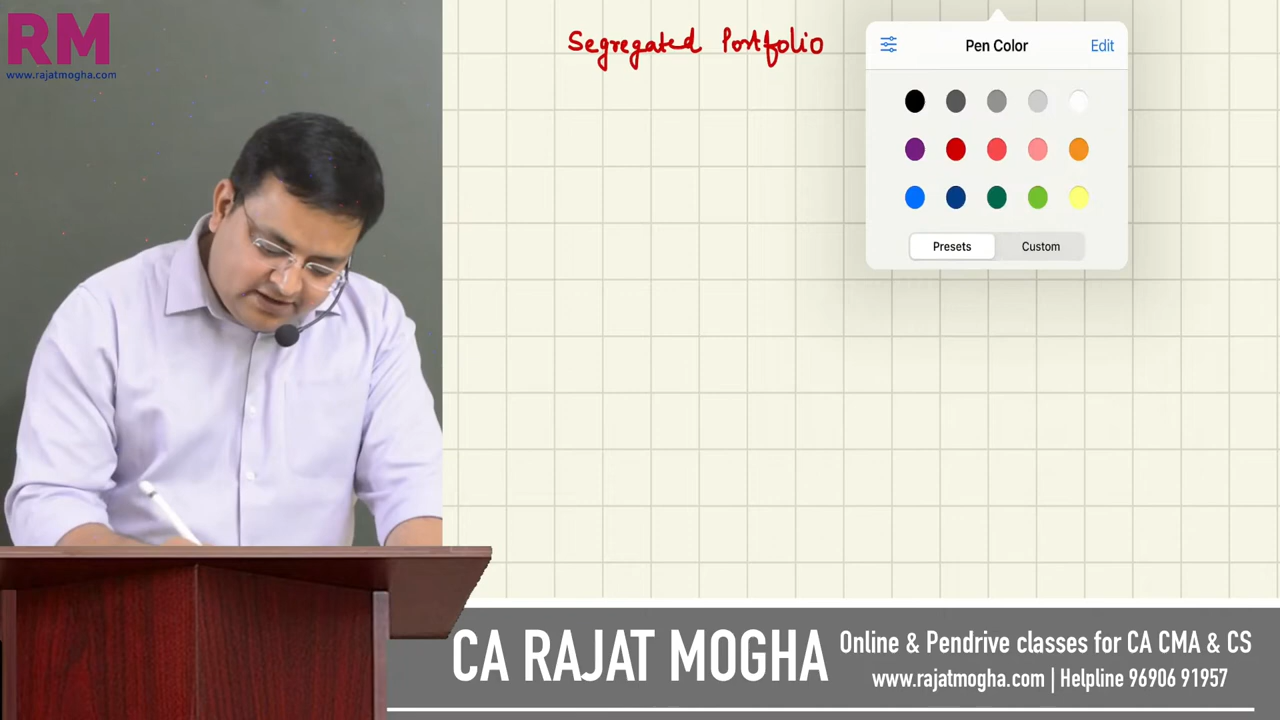 RM
www.rajatmogha.com
Segregated Portfolio
Pen Color
Edit
Presets
Custom
CA RAJAT MOGHA
Online & Pendrive classes for CA CMA & CS
www.rajatmogha.com | Helpline 96906 91957